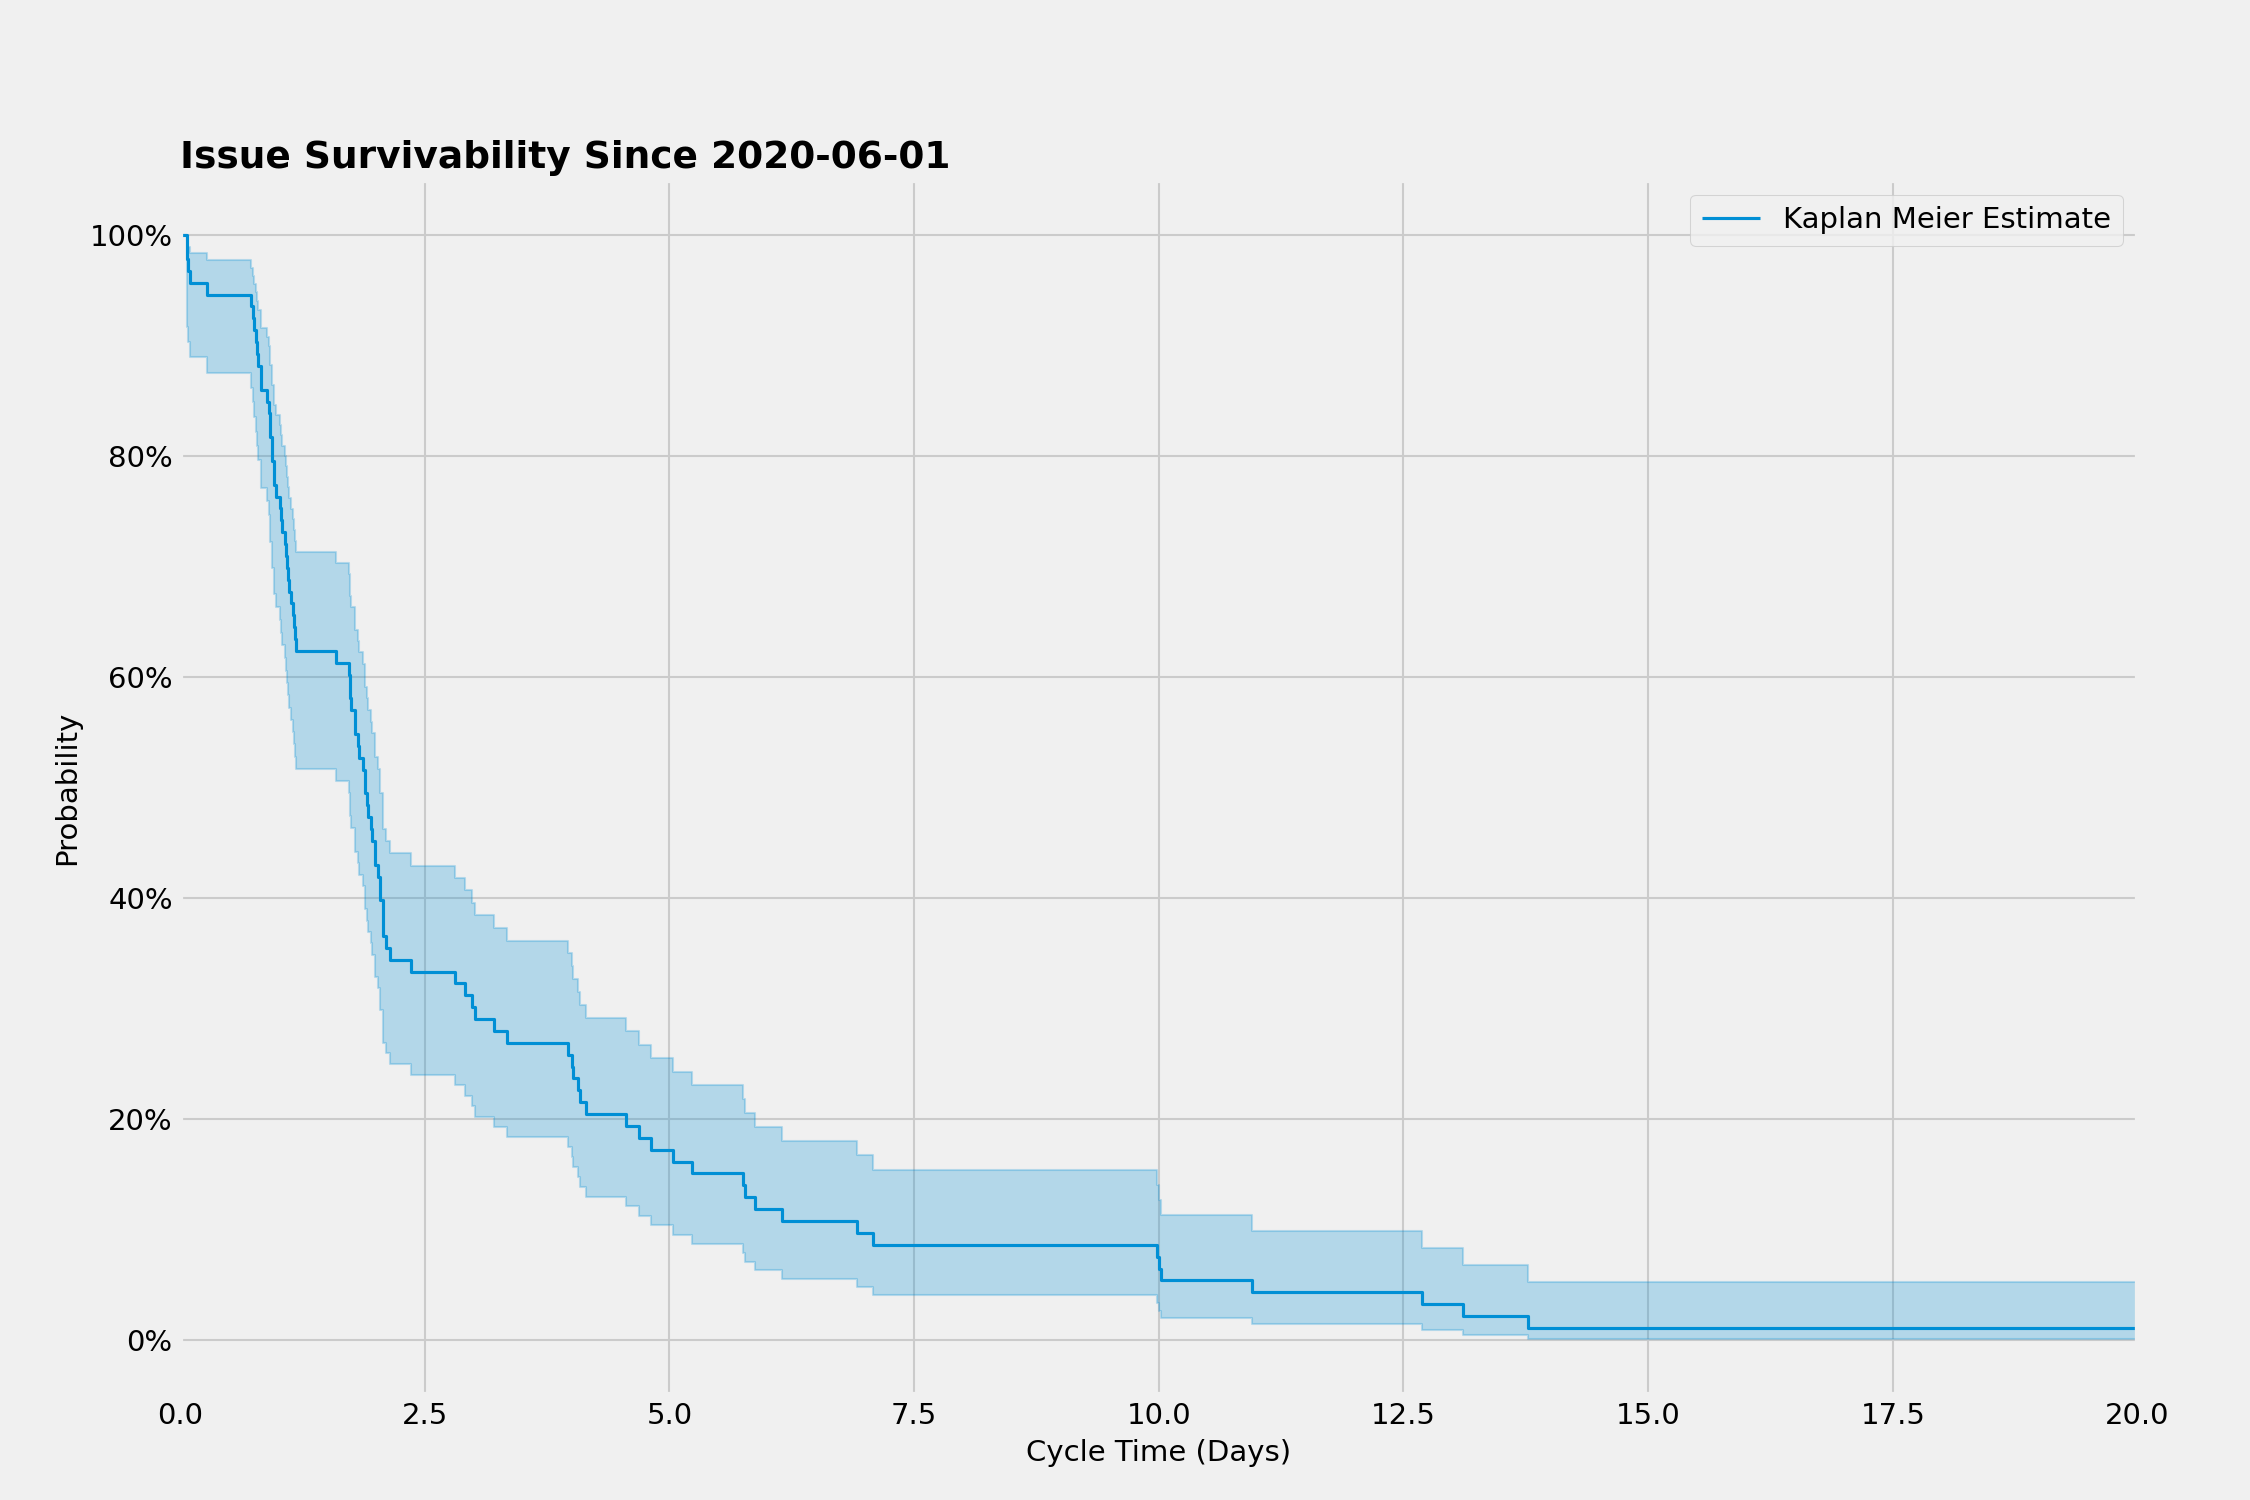 Issue Survivability Since 2020-06-01
Kaplan Meier Estimate
100%
80%
60%
40%
20%
0%
Probability
0.0 2.5 5.0 7.5 10.0 12.5 15.0 17.5 20.0
Cycle Time (Days)